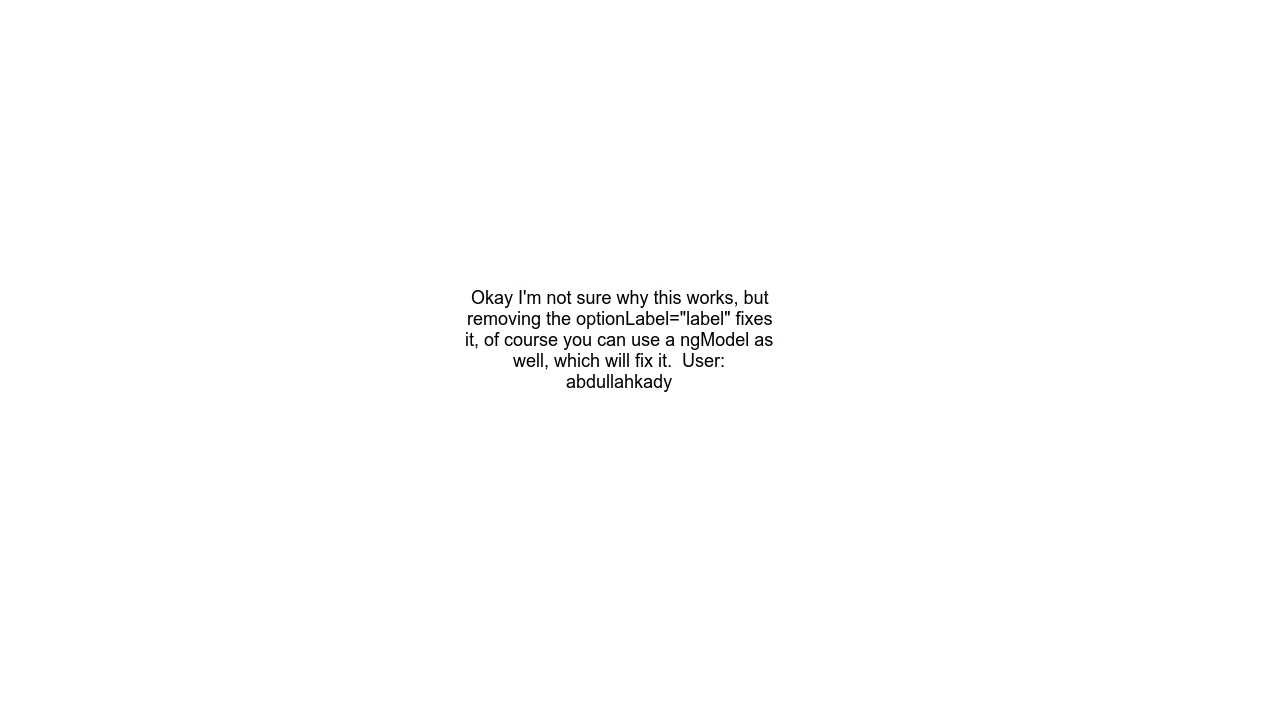 Okay I'm not sure why this works, but
removing the optionLabel="label" fixes
it, of course you can use a ngModel as
well, which will fix it.  User:
abdullahkady